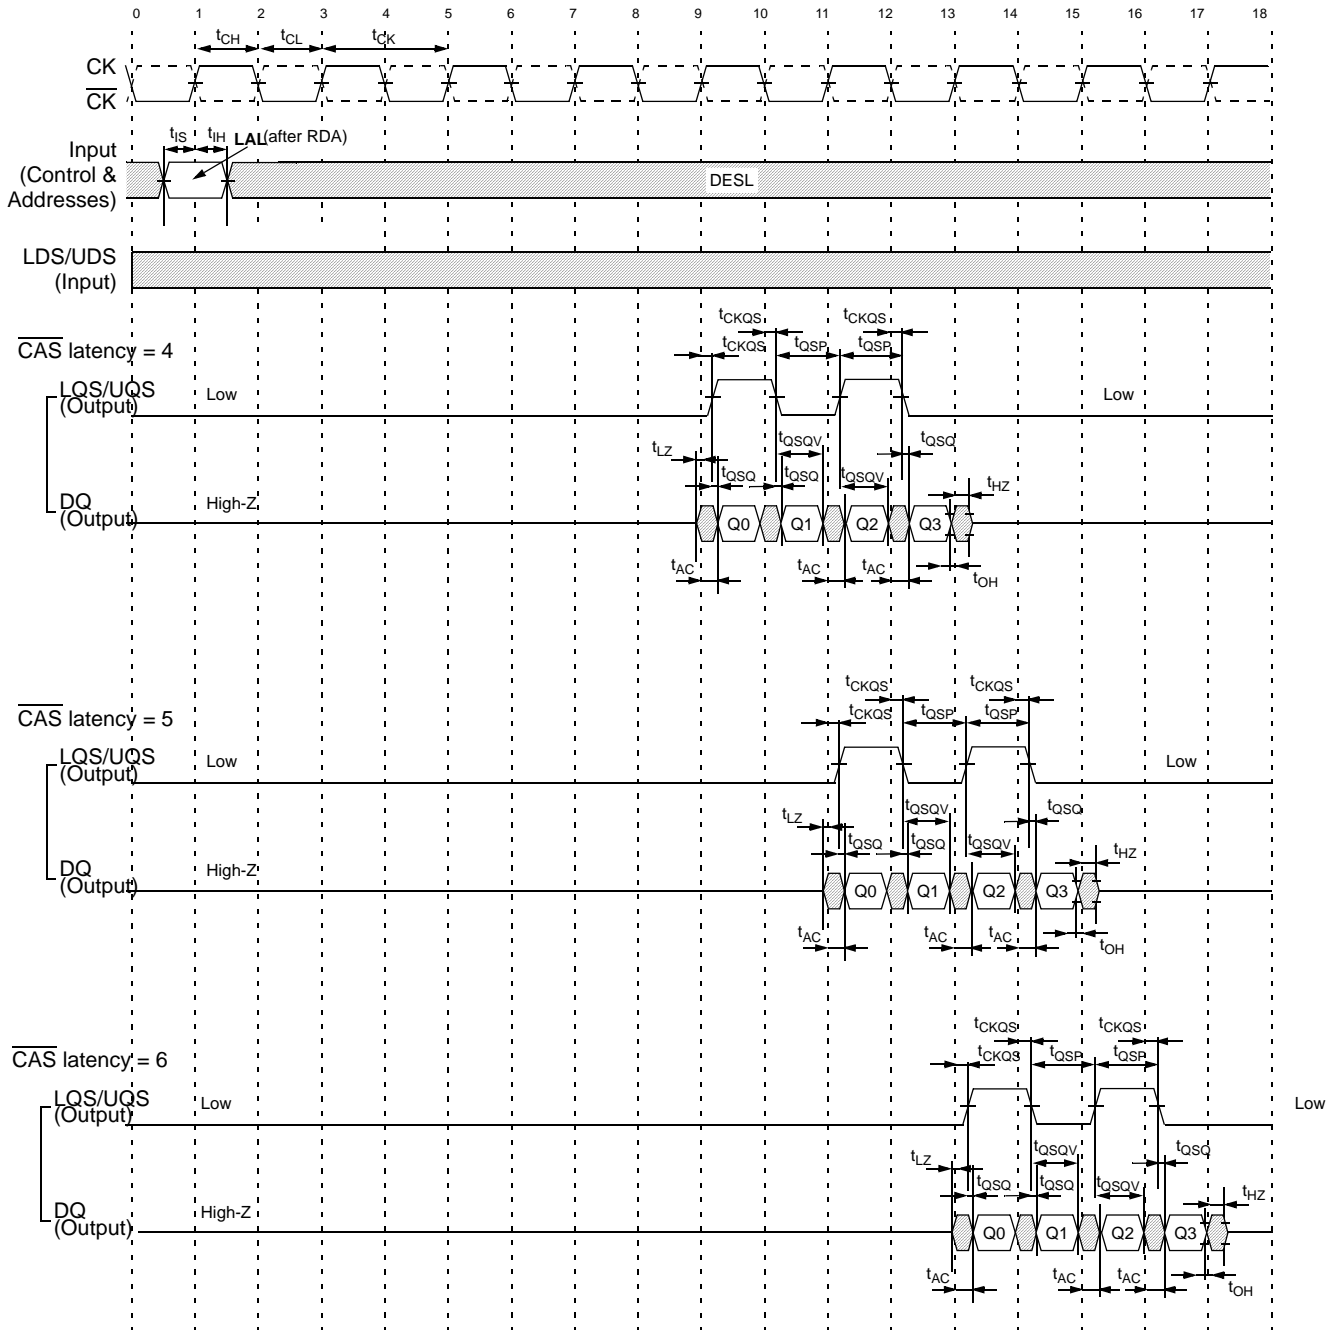 0 1 2 3 4 5 6 7 8 9 10 11 12 13 14 15 16 17 18
tCH tCL tCK
CK
CK
tIS tIH LAL(after RDA)
Input
(Control &
Addresses)
DESL
LDS/UDS
(Input)
tCKQS tCKQS
CAS latency = 4
tCKQS tQSP tQSP
LQS/UQS
(Output)
Low Low
tLZ tQSQV tQSQ
tQSQ tQSQ tQSQV tHZ
DQ
(Output)
High-Z
Q0 Q1 Q2 Q3
tAC tAC tAC tOH
tCKQS tCKQS
CAS latency = 5
tCKQS tQSP tQSP
LQS/UQS
(Output)
Low Low
tLZ tQSQV tQSQ
tQSQ tQSQ tQSQV tHZ
DQ
(Output)
High-Z
Q0 Q1 Q2 Q3
tAC tAC tAC tOH
tCKQS tCKQS
CAS latency = 6
tCKQS tQSP tQSP
LQS/UQS
(Output)
Low Low
tLZ tQSQV tQSQ
tQSQ tQSQ tQSQV tHZ
DQ
(Output)
High-Z
Q0 Q1 Q2 Q3
tAC tAC tAC tOH